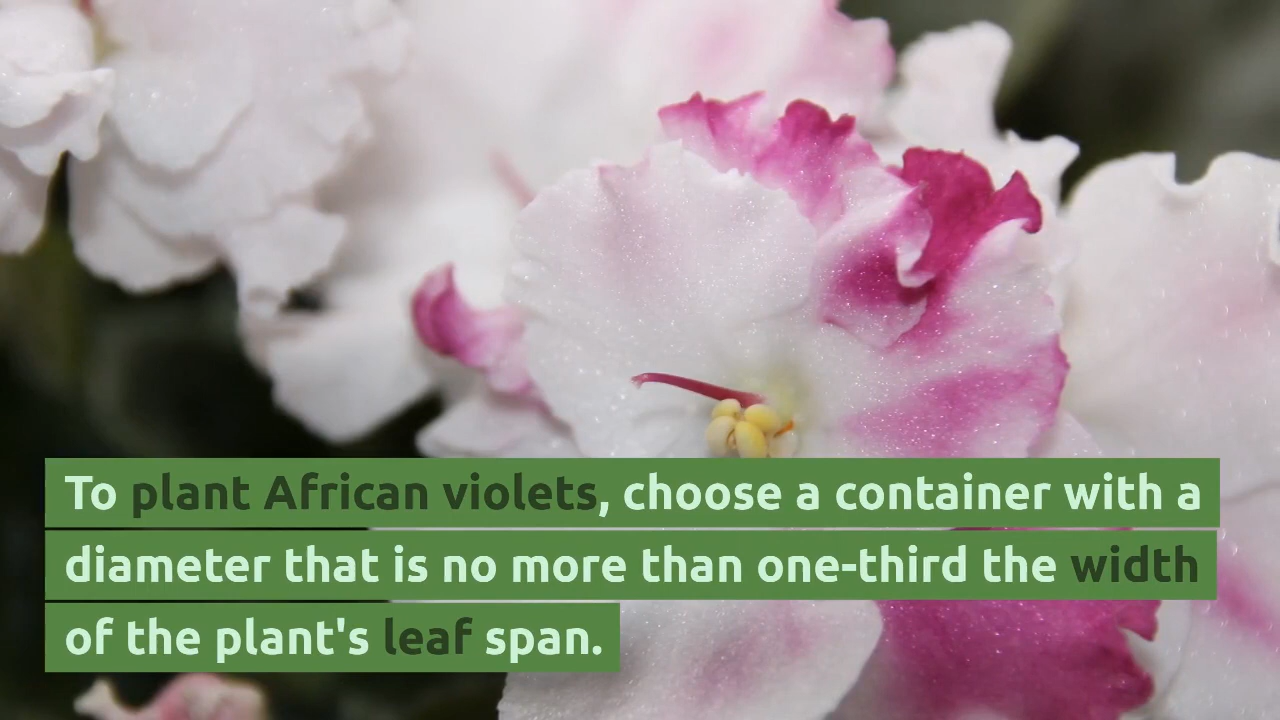 To plant African violets, choose a container with a
diameter that is no more than one-third the width
of the plant's leaf span.